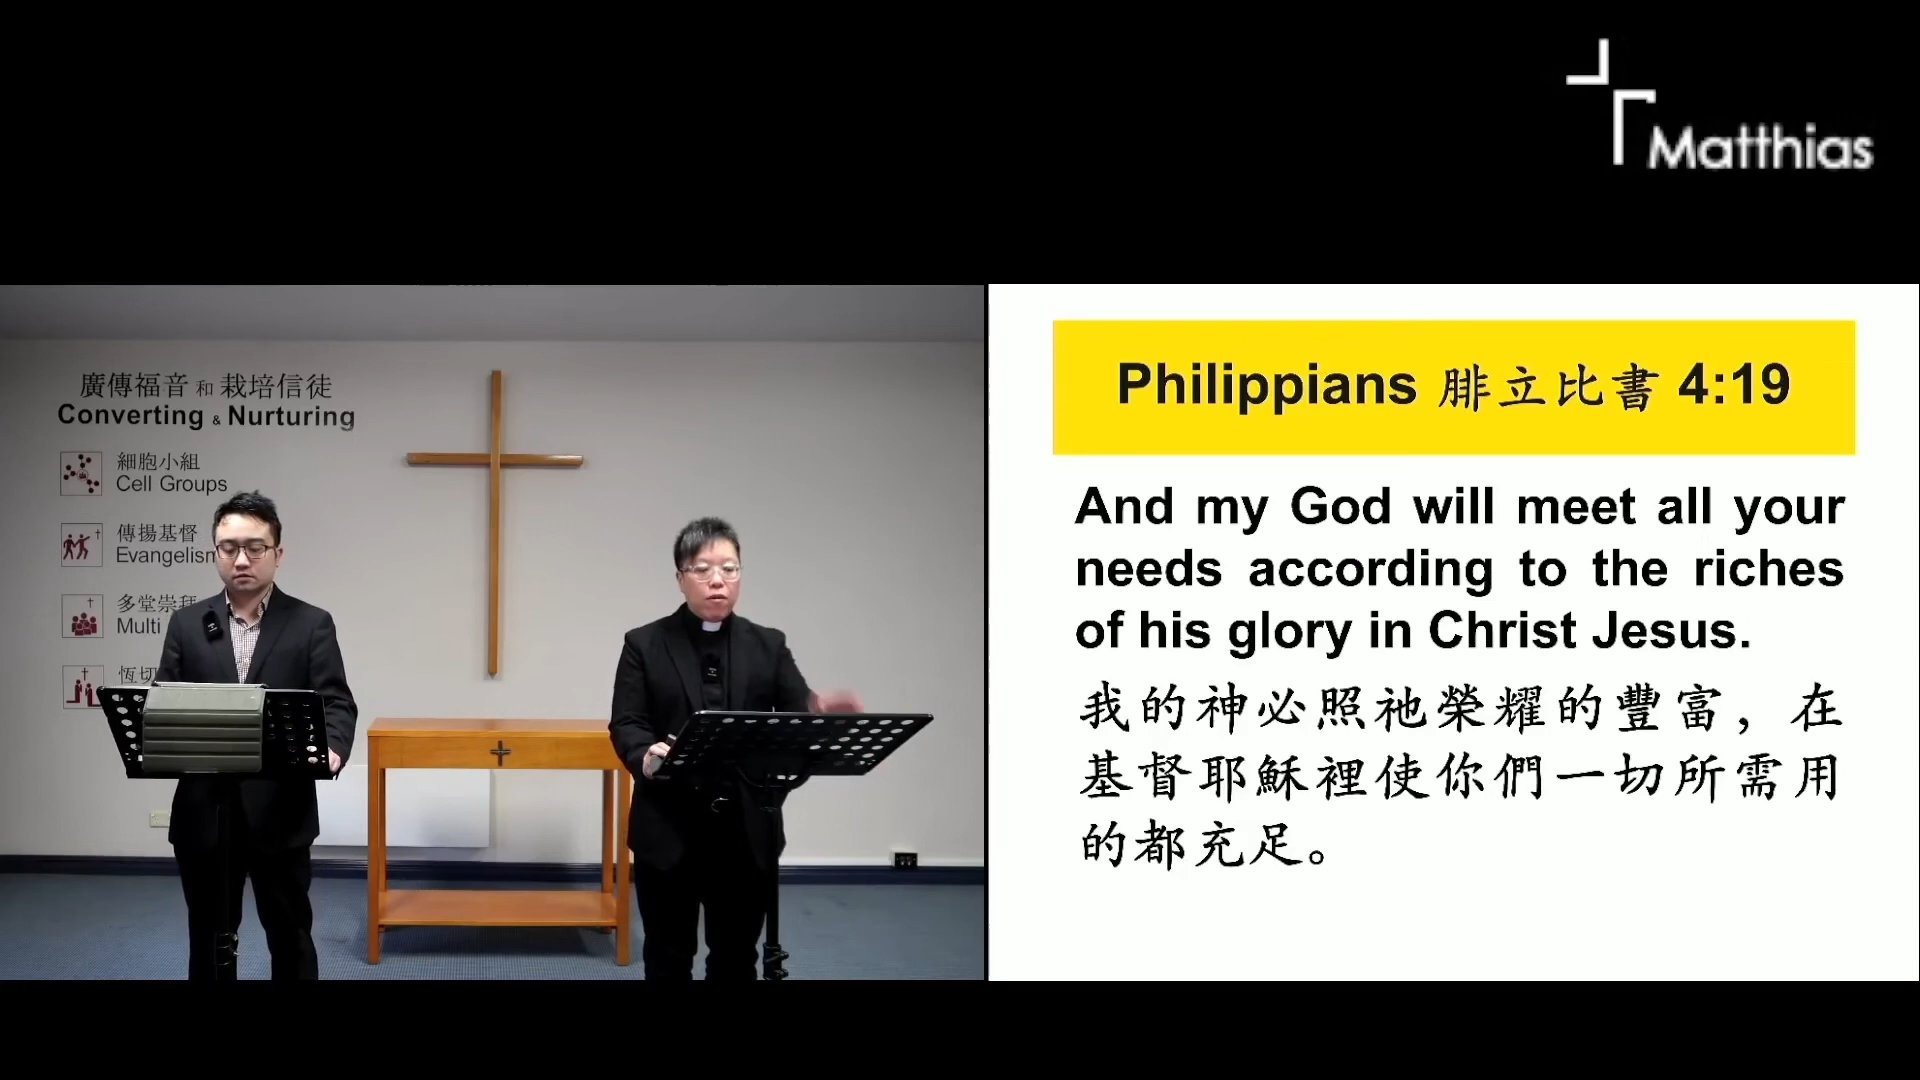 Matthias
廣傳福音 和 栽培信徒
Converting & Nurturing
細胞小組
Cell Groups
傳揚基督
Evangelism
多堂崇拜
Multi
恆切
Philippians 腓立比書 4:19
And my God will meet all your
needs according to the riches
of his glory in Christ Jesus.
我的神必照祂榮耀的豐富，在
基督耶穌裡使你們一切所需用
的都充足。